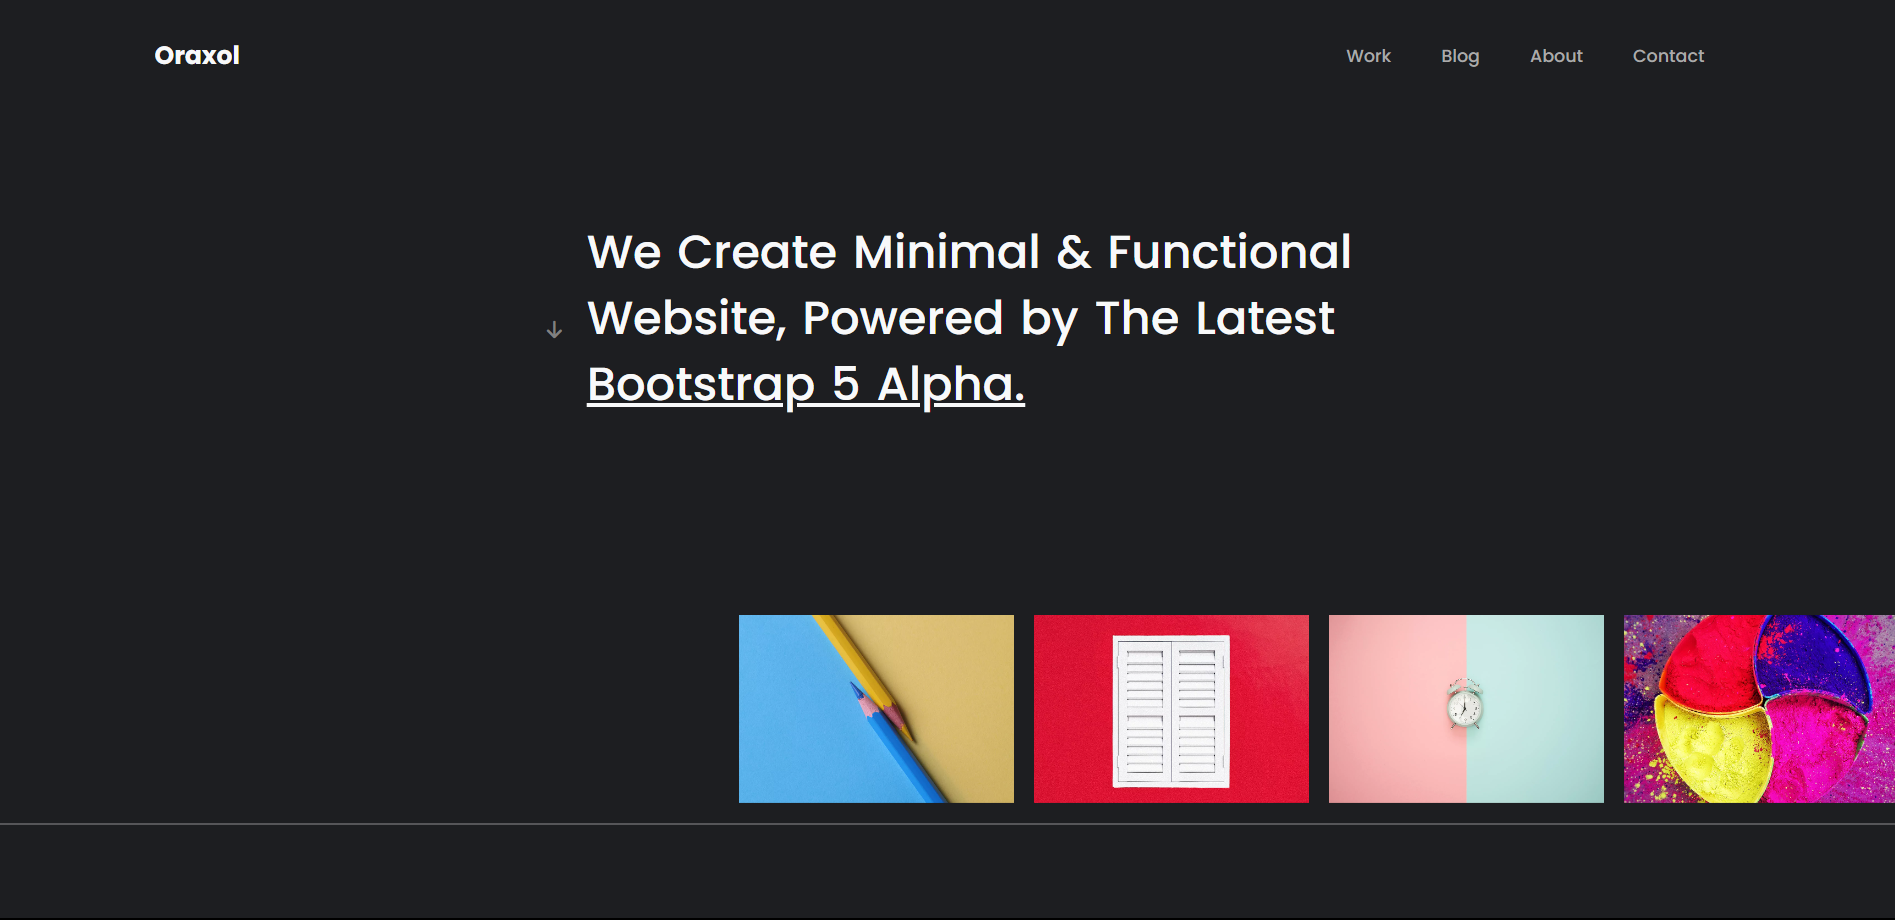 Oraxol
Work Blog About Contact
We Create Minimal & Functional
Website, Powered by The Latest
Bootstrap 5 Alpha.